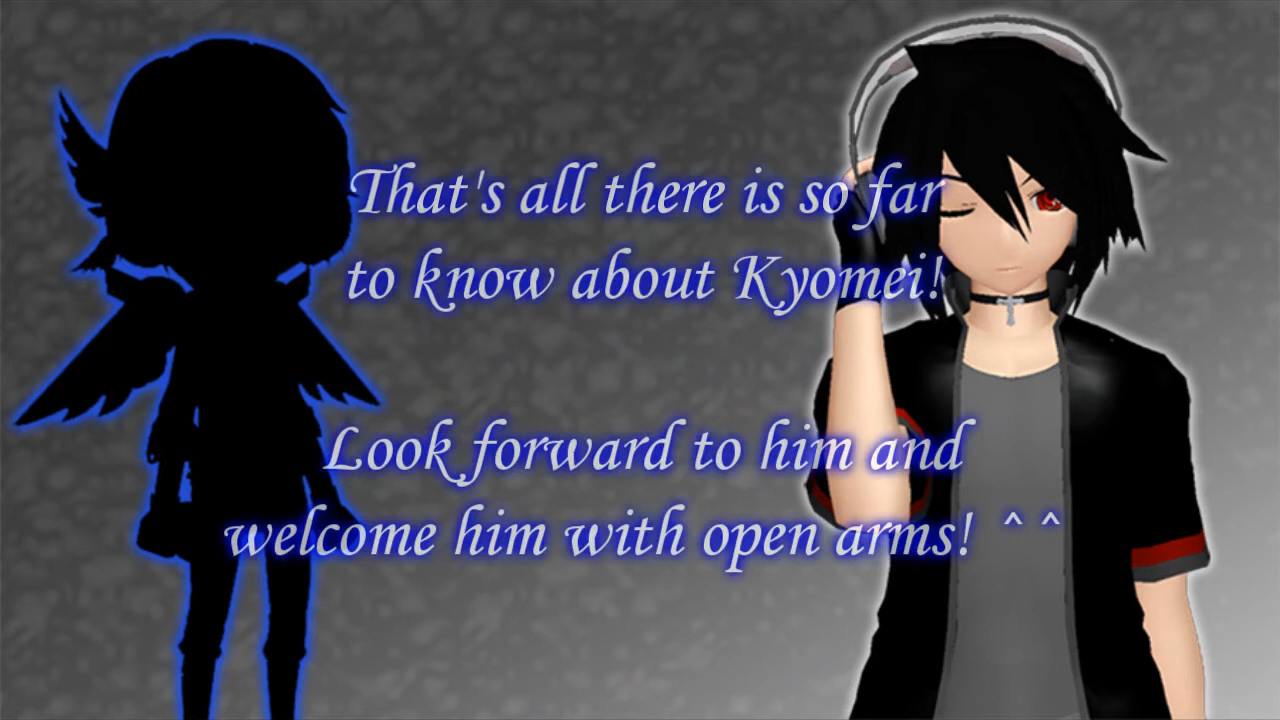 That's all there is so far
to know about Kyomei!
Look forward to him and
welcome him with open arms! ^ ^